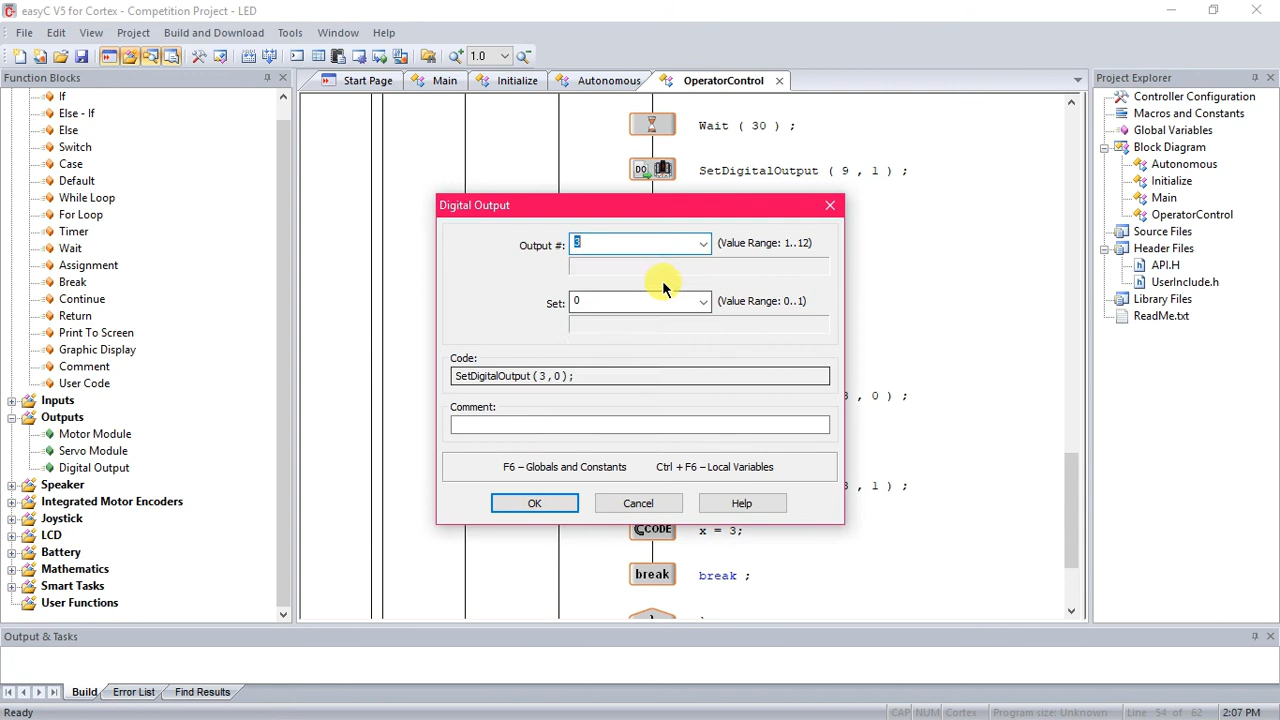 easyC V5 for Cortex - Competition Project - LED
File Edit View Project Build and Download Tools Window Help
1.0
Function Blocks
If
Else - If
Else
Switch
Case
Default
While Loop
For Loop
Timer
Wait
Assignment
Break
Continue
Return
Print To Screen
Graphic Display
Comment
User Code
Inputs
Outputs
Motor Module
Servo Module
Digital Output
Speaker
Integrated Motor Encoders
Joystick
LCD
Battery
Mathematics
Smart Tasks
User Functions
Start Page Main Initialize Autonomous OperatorControl
Wait ( 30 ) ;
DO SetDigitalOutput ( 9 , 1 ) ;
Digital Output
Output #: 3 (Value Range: 1..12)
Set: 0 (Value Range: 0..1)
Code:
SetDigitalOutput ( 3 , 0 ) ;
Comment:
F6 – Globals and Constants Ctrl + F6 – Local Variables
OK Cancel Help
, 0 ) ;
, 1 ) ;
CODE x = 3;
break break ;
Project Explorer
Controller Configuration
Macros and Constants
Global Variables
Block Diagram
Autonomous
Initialize
Main
OperatorControl
Source Files
Header Files
API.H
UserInclude.h
Library Files
ReadMe.txt
Output & Tasks
Build Error List Find Results
Ready CAP NUM Cortex Program size: Unknown Line 54 of 62 2:07 PM